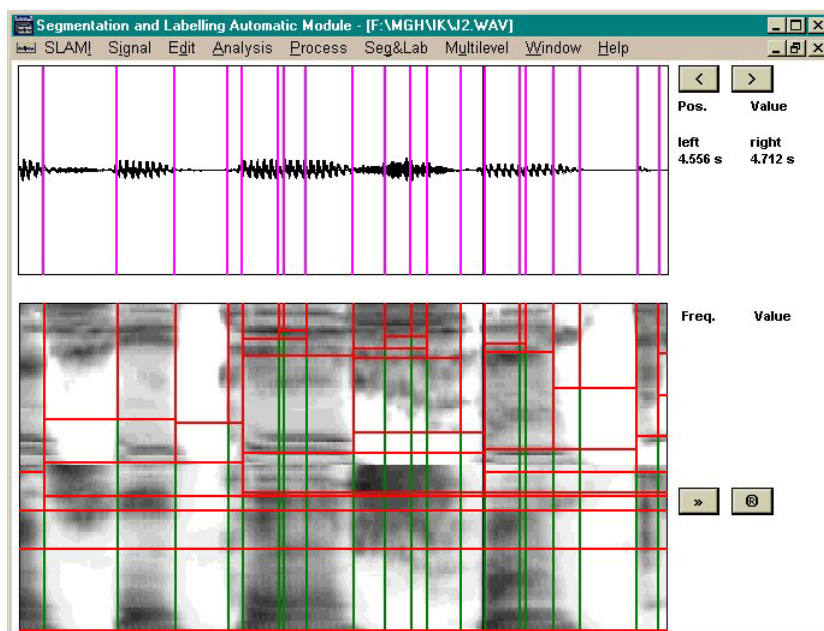 Segmentation and Labelling Automatic Module - [F:\MGH\IK\J2.WAV]
SLAM! Signal Edit Analysis Process Seg&Lab Multilevel Window Help
< >
Pos. Value
left right
4.556 s 4.712 s
Freq. Value
» ®